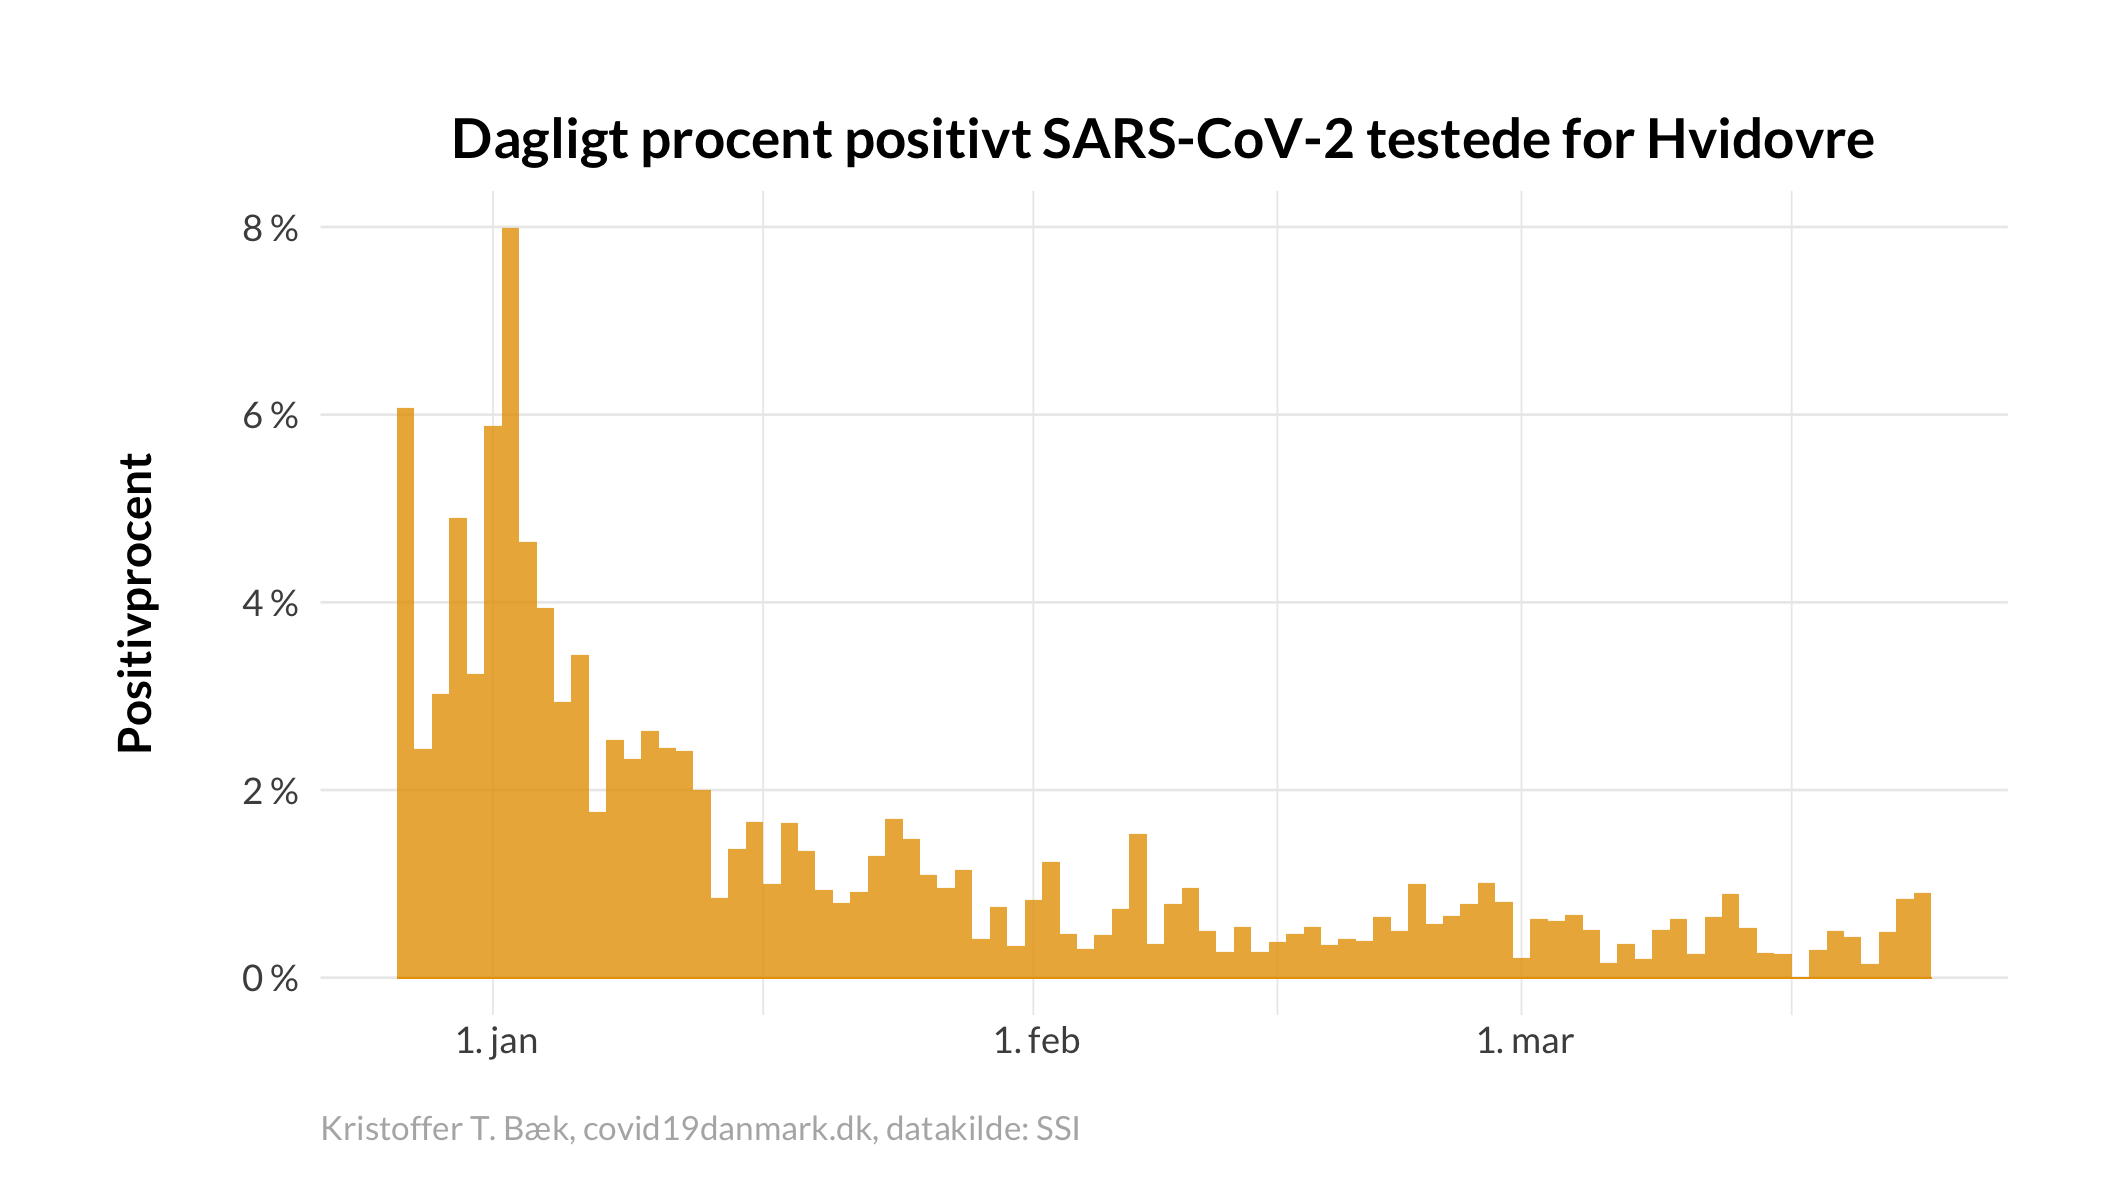 Dagligt procent positivt SARS-CoV-2 testede for Hvidovre
Positivprocent
8 %
6 %
4 %
2 %
0 %
1. jan
1. feb
1. mar
Kristoffer T. Bæk, covid19danmark.dk, datakilde: SSI